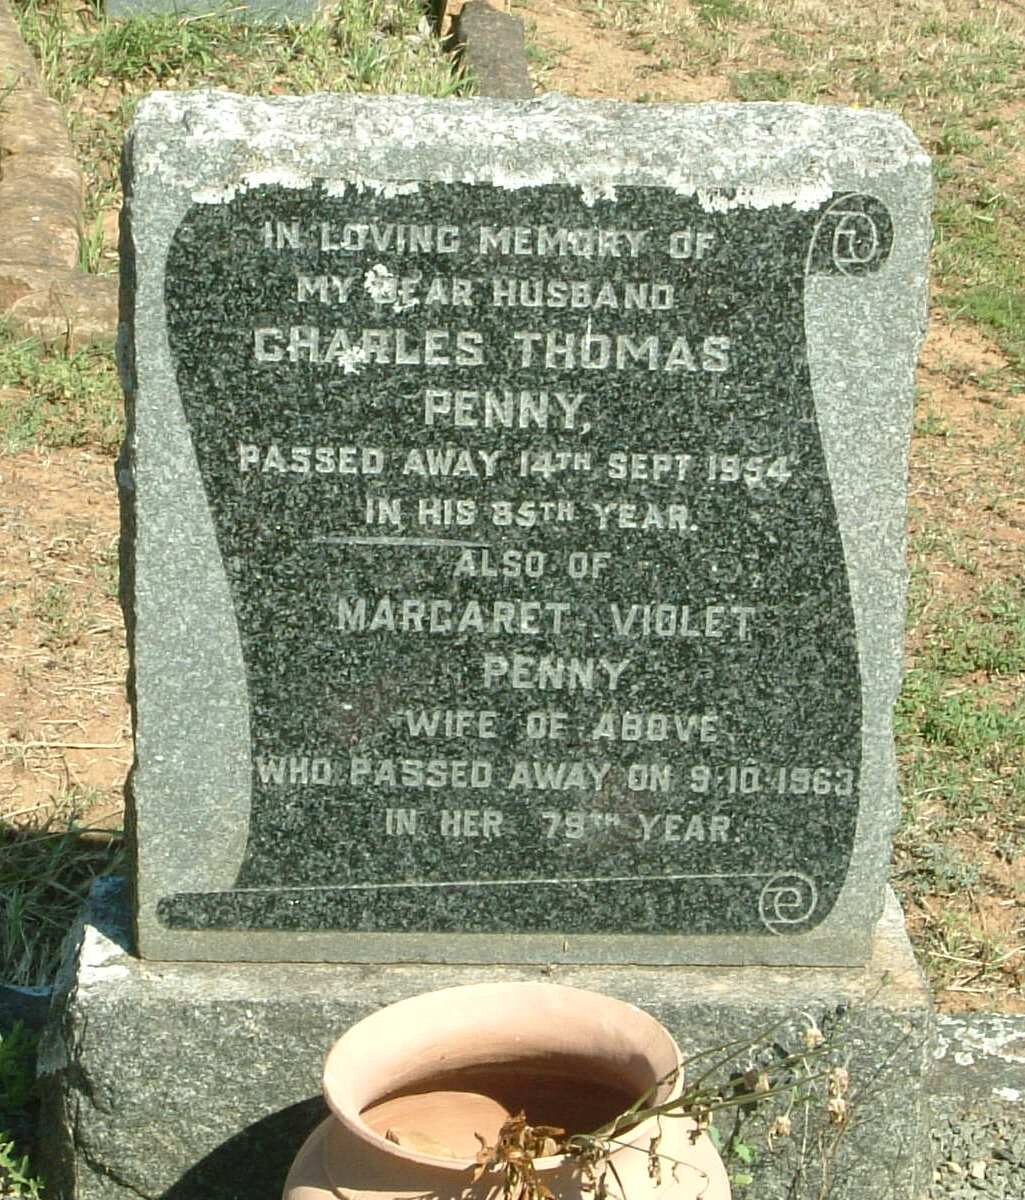 IN LOVING MEMORY OF
MY DEAR HUSBAND
CHARLES THOMAS
PENNY,
PASSED AWAY 14TH SEPT 1954
IN HIS 85TH YEAR.
ALSO OF
MARGARET VIOLET
PENNY,
WIFE OF ABOVE,
WHO PASSED AWAY ON 9·10·1963
IN HER 79TH YEAR.